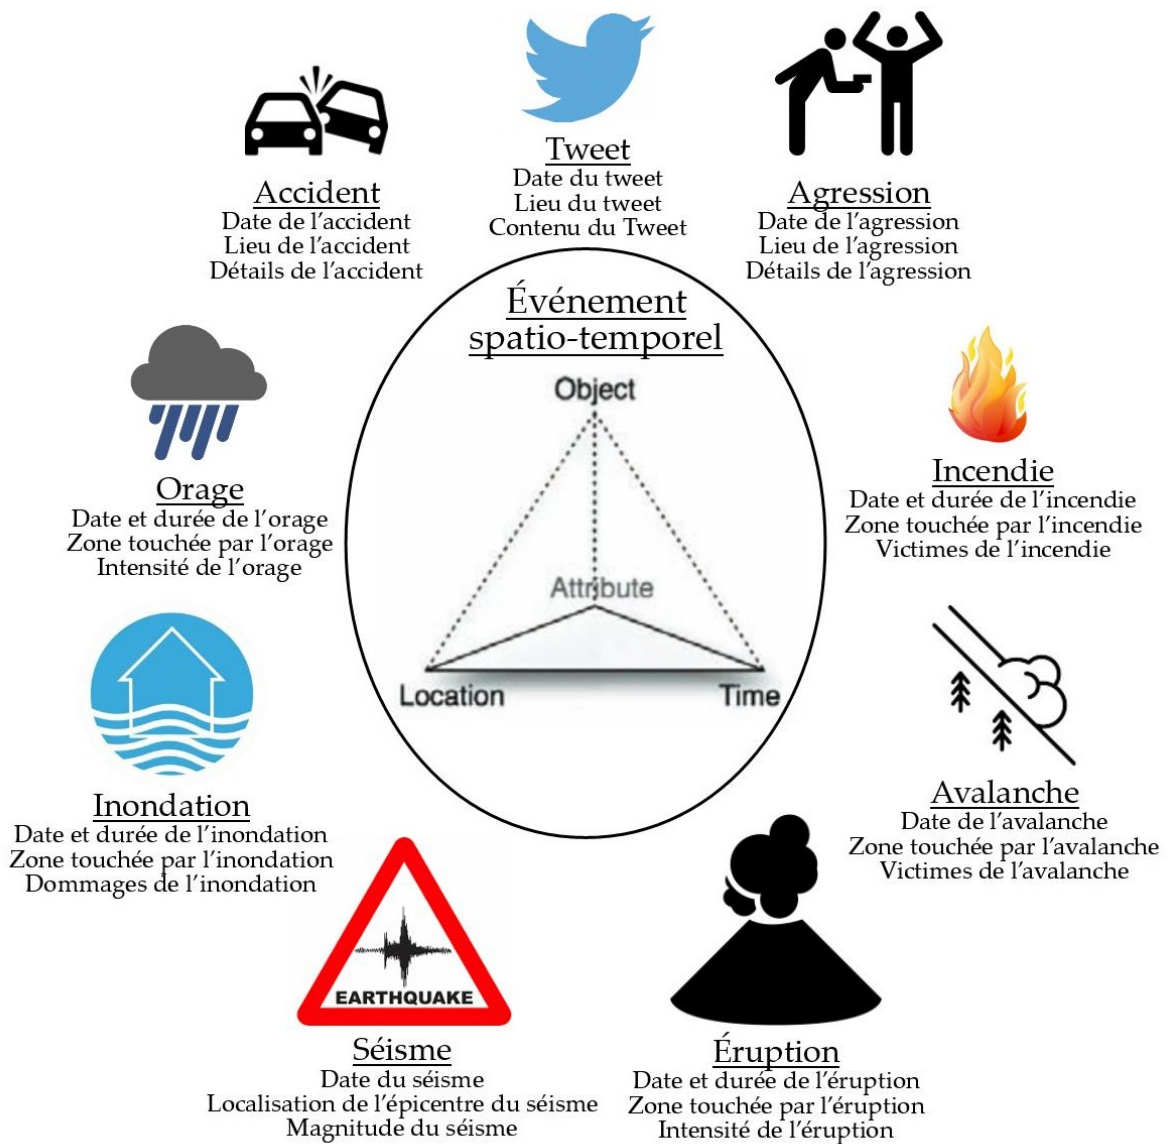 Tweet
Date du tweet
Lieu du tweet
Contenu du Tweet
Accident
Date de l'accident
Lieu de l'accident
Détails de l'accident
Agression
Date de l'agression
Lieu de l'agression
Détails de l'agression
Événement
spatio-temporel
Object
Attribute
Location
Time
Orage
Date et durée de l'orage
Zone touchée par l'orage
Intensité de l'orage
Incendie
Date et durée de l'incendie
Zone touchée par l'incendie
Victimes de l'incendie
Inondation
Date et durée de l'inondation
Zone touchée par l'inondation
Dommages de l'inondation
Avalanche
Date de l'avalanche
Zone touchée par l'avalanche
Victimes de l'avalanche
EARTHQUAKE
Séisme
Date du séisme
Localisation de l'épicentre du séisme
Magnitude du séisme
Éruption
Date et durée de l'éruption
Zone touchée par l'éruption
Intensité de l'éruption